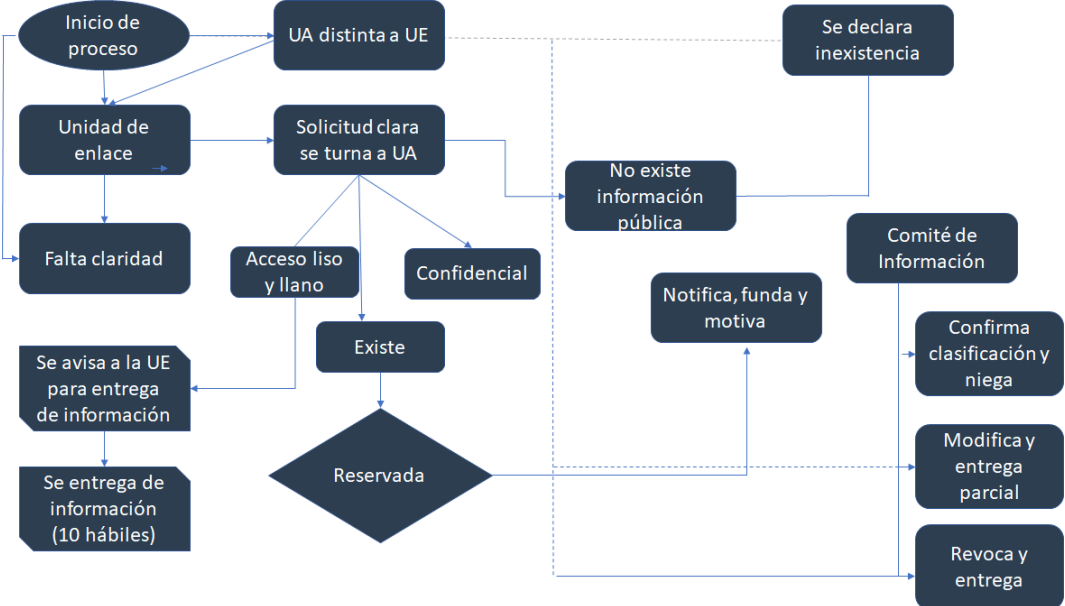 Inicio de
proceso
UA distinta a UE
Se declara
inexistencia
Unidad de
enlace
Solicitud clara
se turna a UA
No existe
información
pública
Falta claridad
Acceso liso
y llano
Confidencial
Comité de
Información
Notifica, funda y
motiva
Existe
Confirma
clasificación y
niega
Se avisa a la UE
para entrega
de información
Reservada
Modifica y
entrega
parcial
Se entrega de
información
(10 hábiles)
Revoca y
entrega